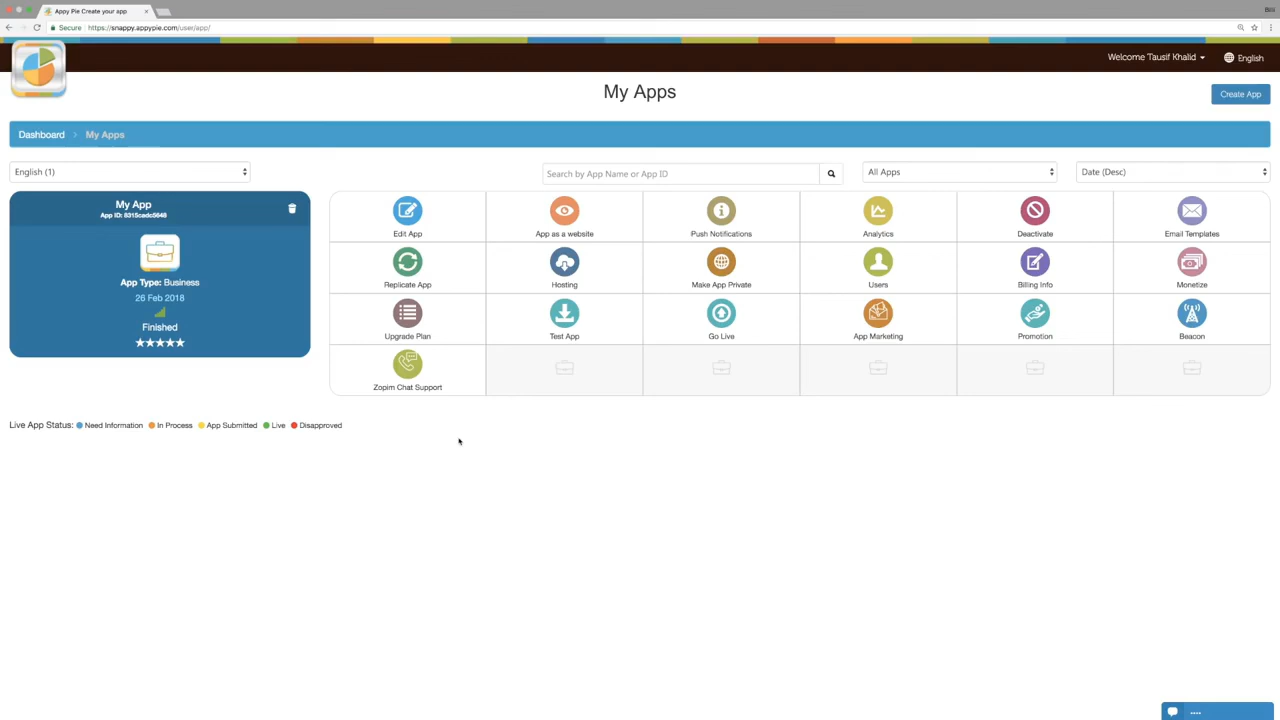 Appy Pie Create your app
Secure https://snappy.appypie.com/user/app/
Welcome Tausif Khalid
English
My Apps
Create App
Dashboard > My Apps
English (1)
Search by App Name or App ID
All Apps
Date (Desc)
My App
App ID: 8315cadc5648
App Type: Business
26 Feb 2018
Finished
Edit App
App as a website
Push Notifications
Analytics
Deactivate
Email Templates
Replicate App
Hosting
Make App Private
Users
Billing Info
Monetize
Upgrade Plan
Test App
Go Live
App Marketing
Promotion
Beacon
Zopim Chat Support
Live App Status: Need Information In Process App Submitted Live Disapproved
....